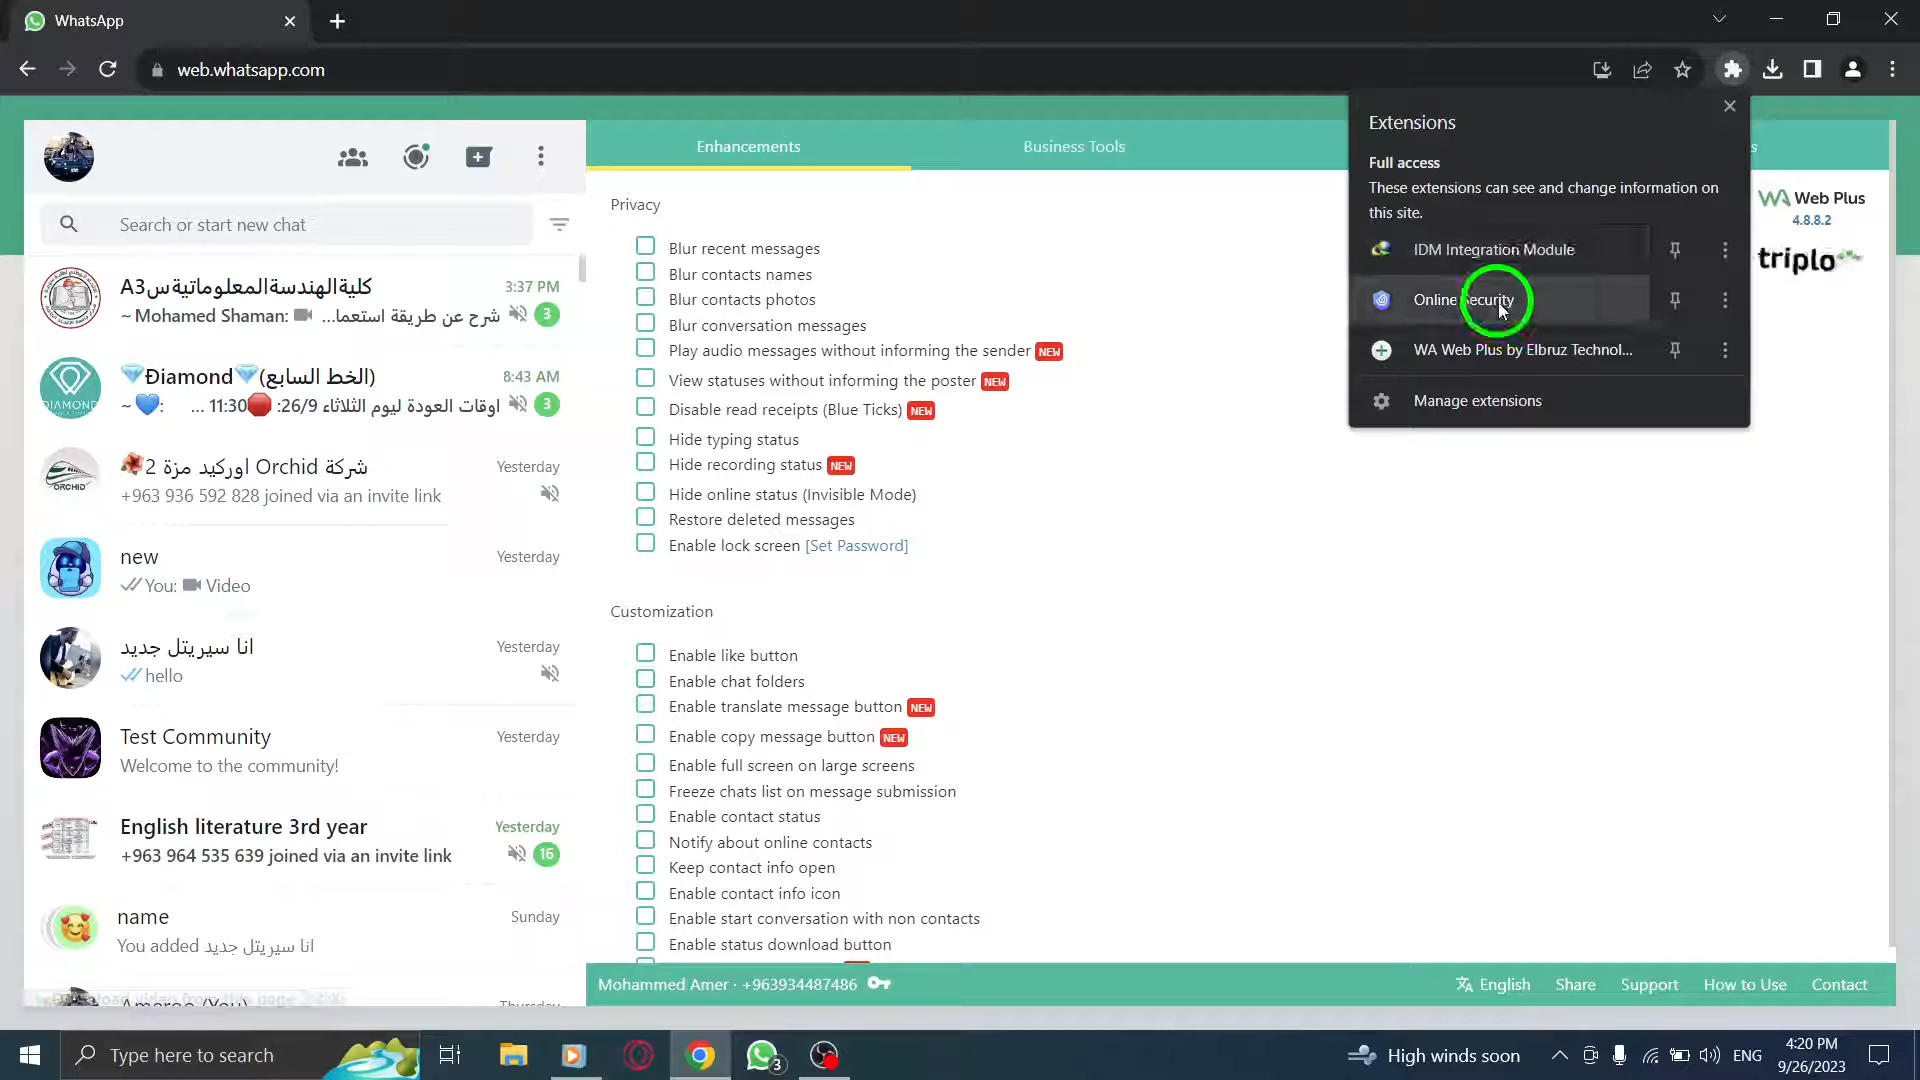 WhatsApp
web.whatsapp.com
Search or start new chat
كلية الهندسة المعلوماتية س3A
3:37 PM
~ Mohamed Shaman: شرح عن طريقة استعما...
3
💎Ðiamond💎(الخط السابع)
8:43 AM
~💙: اوقات العودة ليوم الثلاثاء 26/9: 🛑11:30 ...
3
DIAMOND
شركة Orchid اوركيد مزة 2🌺
Yesterday
+963 936 592 828 joined via an invite link
ORCHID
new
Yesterday
You: Video
انا سيريتل جديد
Yesterday
hello
Test Community
Yesterday
Welcome to the community!
English literature 3rd year
Yesterday
+963 964 535 639 joined via an invite link
16
name
Sunday
You added انا سيريتل جديد
Enhancements
Business Tools
Privacy
Blur recent messages
Blur contacts names
Blur contacts photos
Blur conversation messages
Play audio messages without informing the sender NEW
View statuses without informing the poster NEW
Disable read receipts (Blue Ticks) NEW
Hide typing status
Hide recording status NEW
Hide online status (Invisible Mode)
Restore deleted messages
Enable lock screen [Set Password]
Customization
Enable like button
Enable chat folders
Enable translate message button NEW
Enable copy message button NEW
Enable full screen on large screens
Freeze chats list on message submission
Enable contact status
Notify about online contacts
Keep contact info open
Enable contact info icon
Enable start conversation with non contacts
Enable status download button
Extensions
Full access
These extensions can see and change information on
this site.
IDM Integration Module
Online Security
WA Web Plus by Elbruz Technol...
Manage extensions
WA Web Plus
4.8.8.2
triplo
Mohammed Amer · +963934487486
English
Share
Support
How to Use
Contact
Type here to search
3
High winds soon
ENG
4:20 PM
9/26/2023